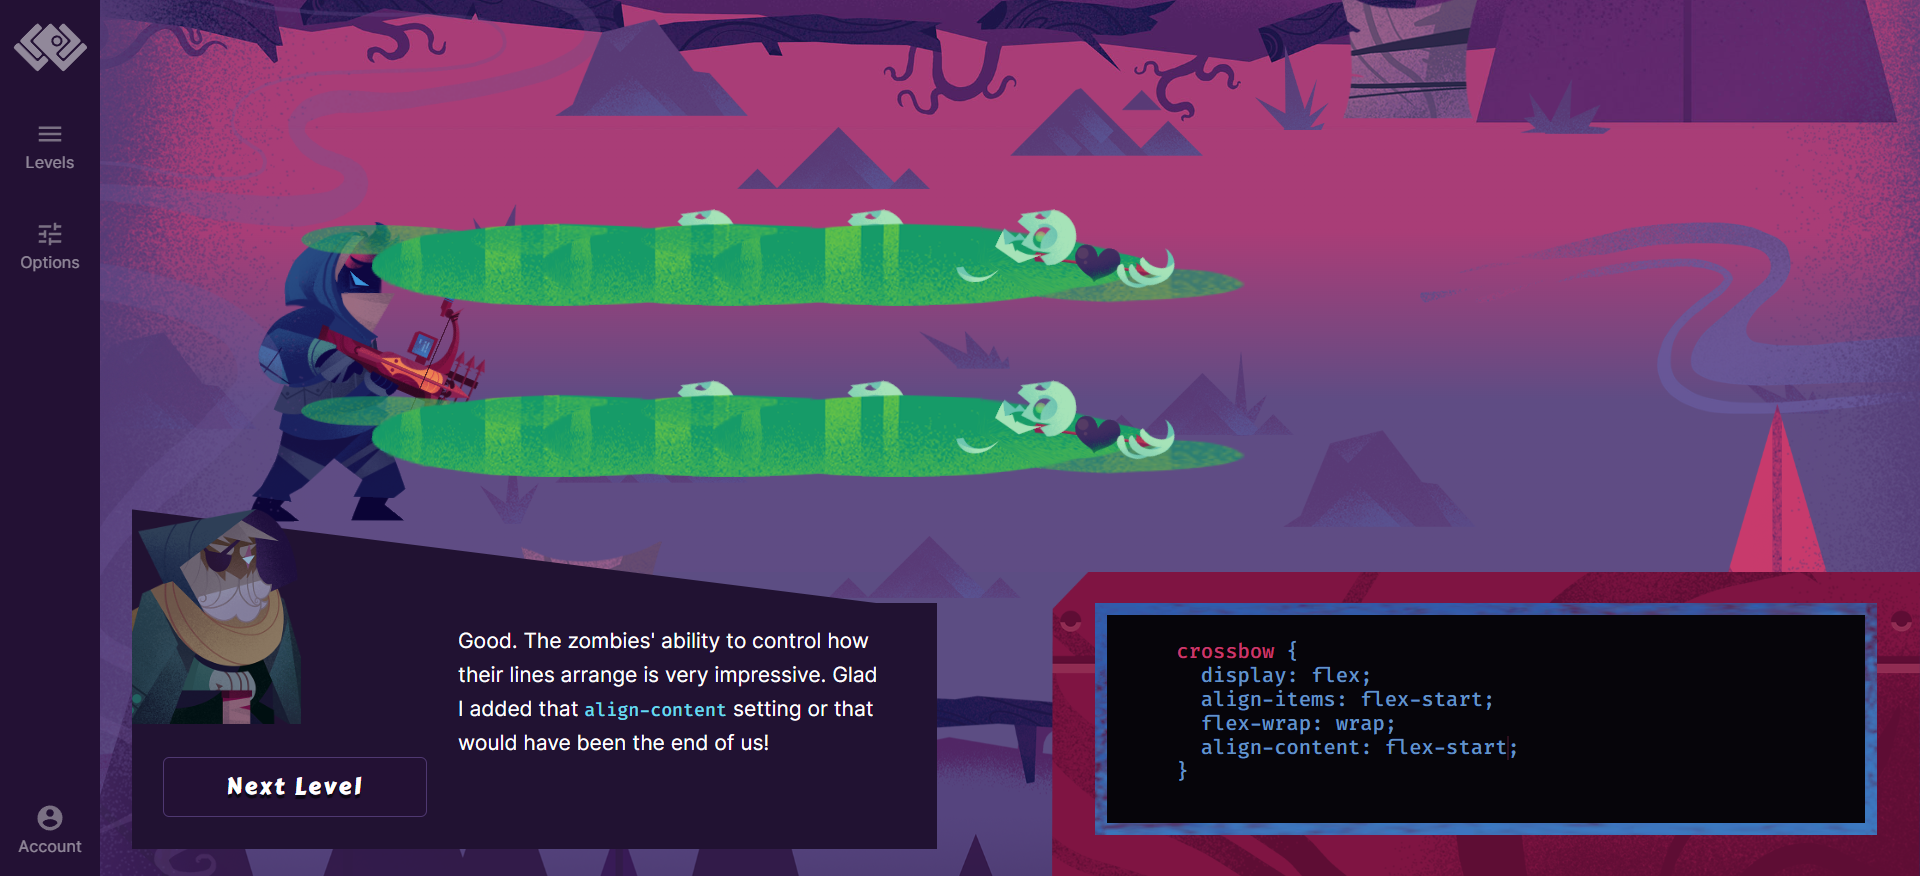 Levels
Options
Good. The zombies' ability to control how
their lines arrange is very impressive. Glad
I added that align-content setting or that
would have been the end of us!
Next Level
crossbow {
  display: flex;
  align-items: flex-start;
  flex-wrap: wrap;
  align-content: flex-start;
}
Account